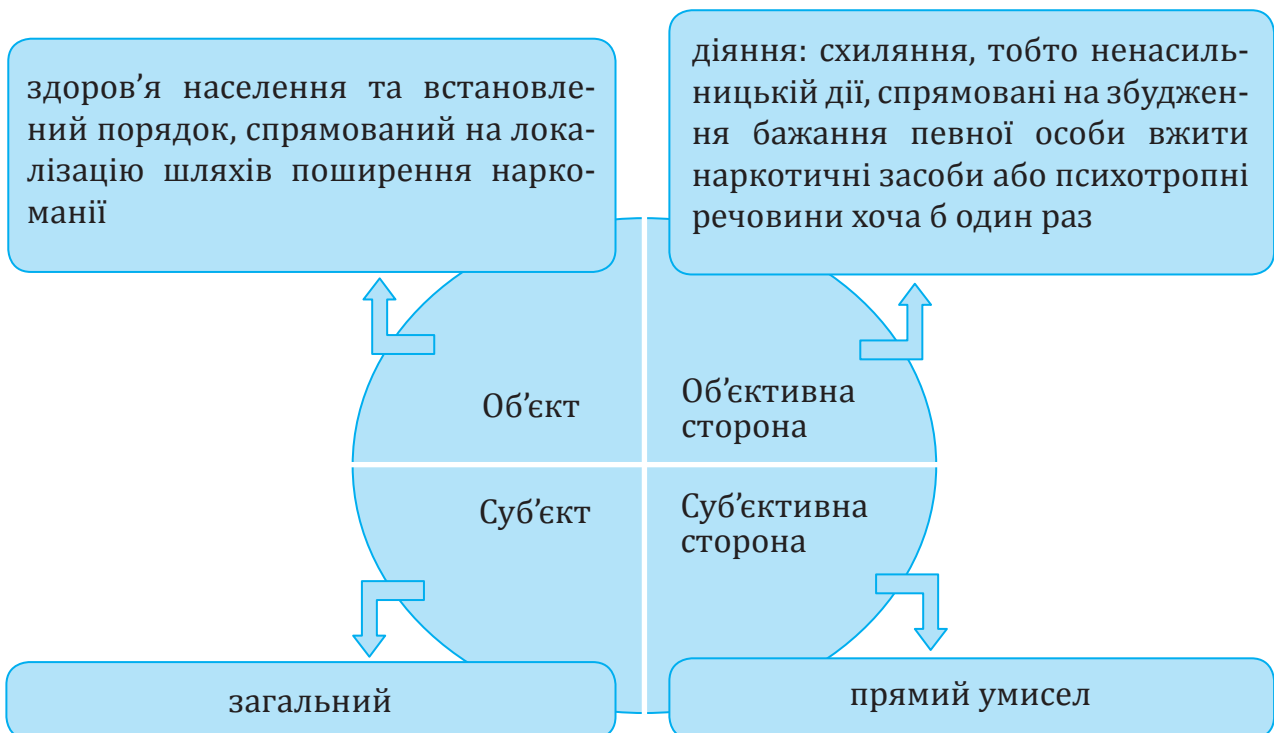 здоров’я населення та встановле-
ний порядок, спрямований на лока-
лізацію шляхів поширення нарко-
манії
діяння: схиляння, тобто ненасиль-
ницькій дії, спрямовані на збуджен-
ня бажання певної особи вжити
наркотичні засоби або психотропні
речовини хоча б один раз
Об’єкт
Об’єктивна
сторона
Суб’єкт
Суб’єктивна
сторона
загальний
прямий умисел